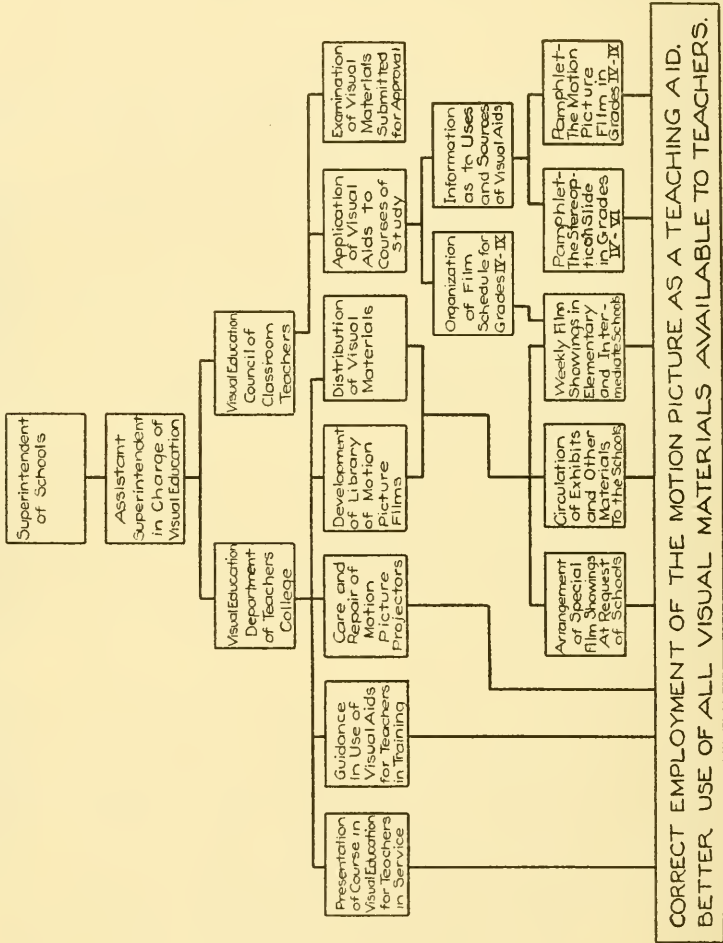 Superintendent
of Schools
Assistant
Superintendent
in Charge of
Visual Education
Visual Education
Department
of Teachers
College
Visual Education
Council of
Classroom
Teachers
Presentation
of Course in
Visual Education
for Teachers
in Service
Guidance
In Use of
Visual Aids
for Teachers
in Training
Care and
Repair of
Motion
Picture
Projectors
Development
of Library
of Motion
Picture
Films
Distribution
of Visual
Materials
Application
of Visual
Aids to
Courses of
Study
Examination
of Visual
Materials
Submitted
for Approval
Organization
of Film
Schedule for
Grades IV-IX
Information
as to Uses
and Sources
of Visual Aids
Arrangement
of Special
Film Showings
At Request
of Schools
Circulation
of Exhibits
and Other
Materials
To the Schools
Weekly Film
Showings in
Elementary
and Inter-
mediate Schools
Pamphlet-
The Stereop-
ticon Slide
in Grades
IV-VI
Pamphlet-
The Motion
Picture
Film in
Grades IV-IX
CORRECT EMPLOYMENT OF THE MOTION PICTURE AS A TEACHING AID.
BETTER USE OF ALL VISUAL MATERIALS AVAILABLE TO TEACHERS.